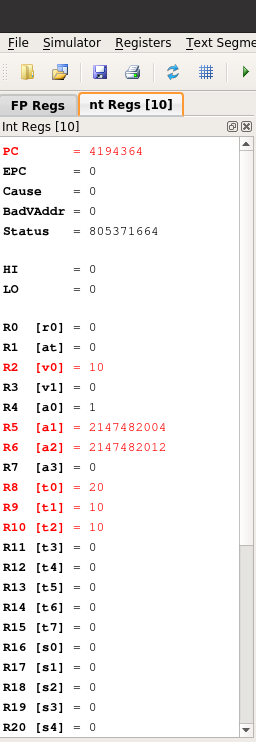 File Simulator Registers Text Segme
FP Regs nt Regs [10]
Int Regs [10]
PC = 4194364
EPC = 0
Cause = 0
BadVAddr = 0
Status = 805371664
HI = 0
LO = 0
R0 [r0] = 0
R1 [at] = 0
R2 [v0] = 10
R3 [v1] = 0
R4 [a0] = 1
R5 [a1] = 2147482004
R6 [a2] = 2147482012
R7 [a3] = 0
R8 [t0] = 20
R9 [t1] = 10
R10 [t2] = 10
R11 [t3] = 0
R12 [t4] = 0
R13 [t5] = 0
R14 [t6] = 0
R15 [t7] = 0
R16 [s0] = 0
R17 [s1] = 0
R18 [s2] = 0
R19 [s3] = 0
R20 [s4] = 0